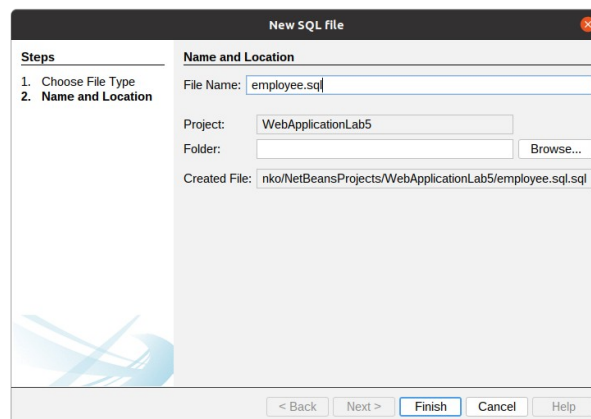 New SQL file
Steps
1. Choose File Type
2. Name and Location
Name and Location
File Name: employee.sql
Project: WebApplicationLab5
Folder: Browse...
Created File: nko/NetBeansProjects/WebApplicationLab5/employee.sql.sql
< Back Next > Finish Cancel Help